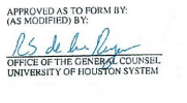 APPROVED AS TO FORM BY:
(AS MODIFIED) BY:
OFFICE OF THE GENERAL COUNSEL
UNIVERSITY OF HOUSTON SYSTEM